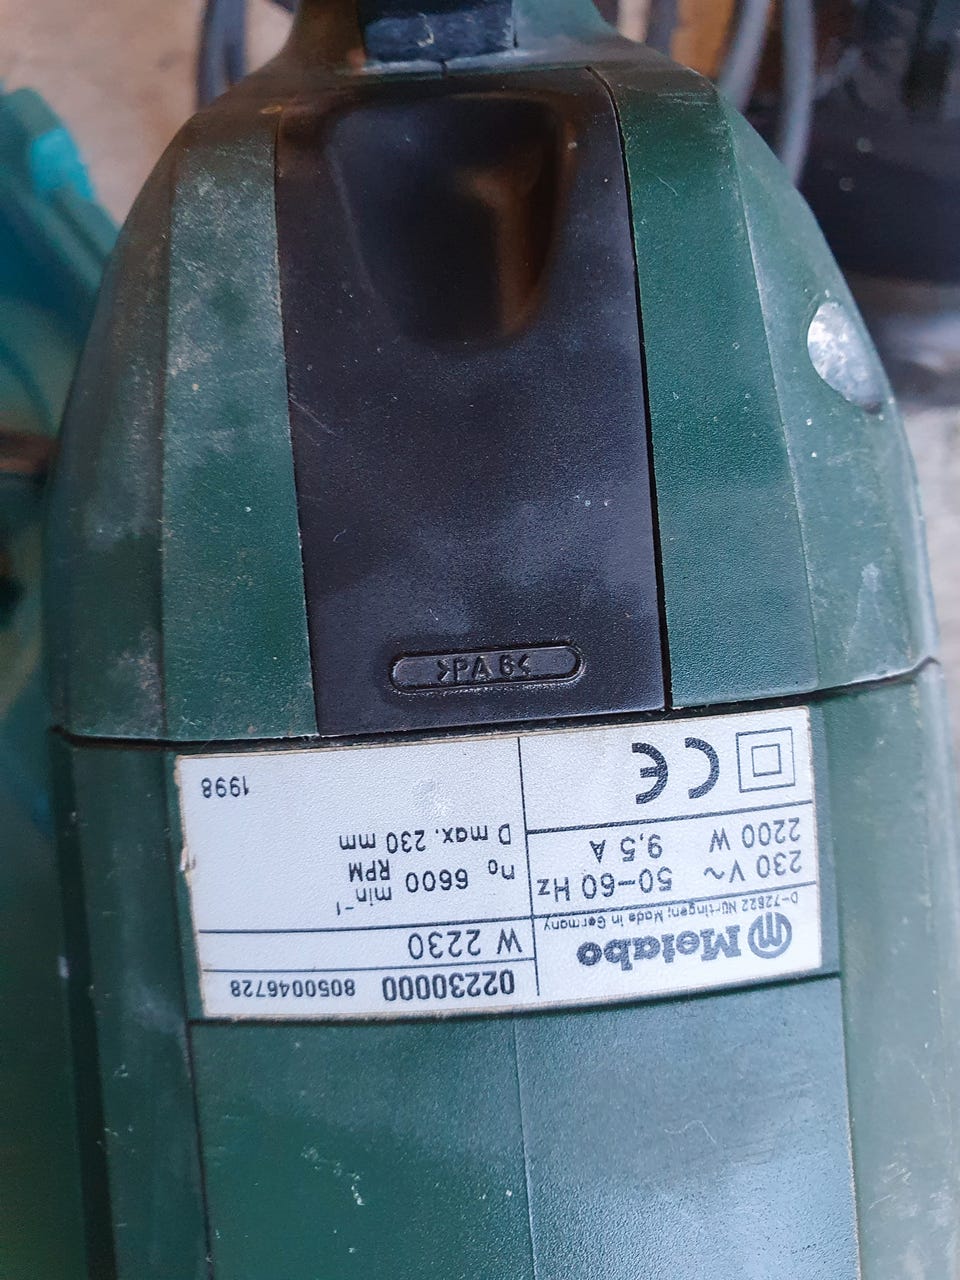 02230000 8050046728
W 2230
n₀ 6600 min⁻¹ RPM
D max. 230 mm
1998
Metabo
D-72622 Nürtingen; Made in Germany
230 V ~ 50-60 Hz
2200 W 9,5 A
CE
>PA 6<